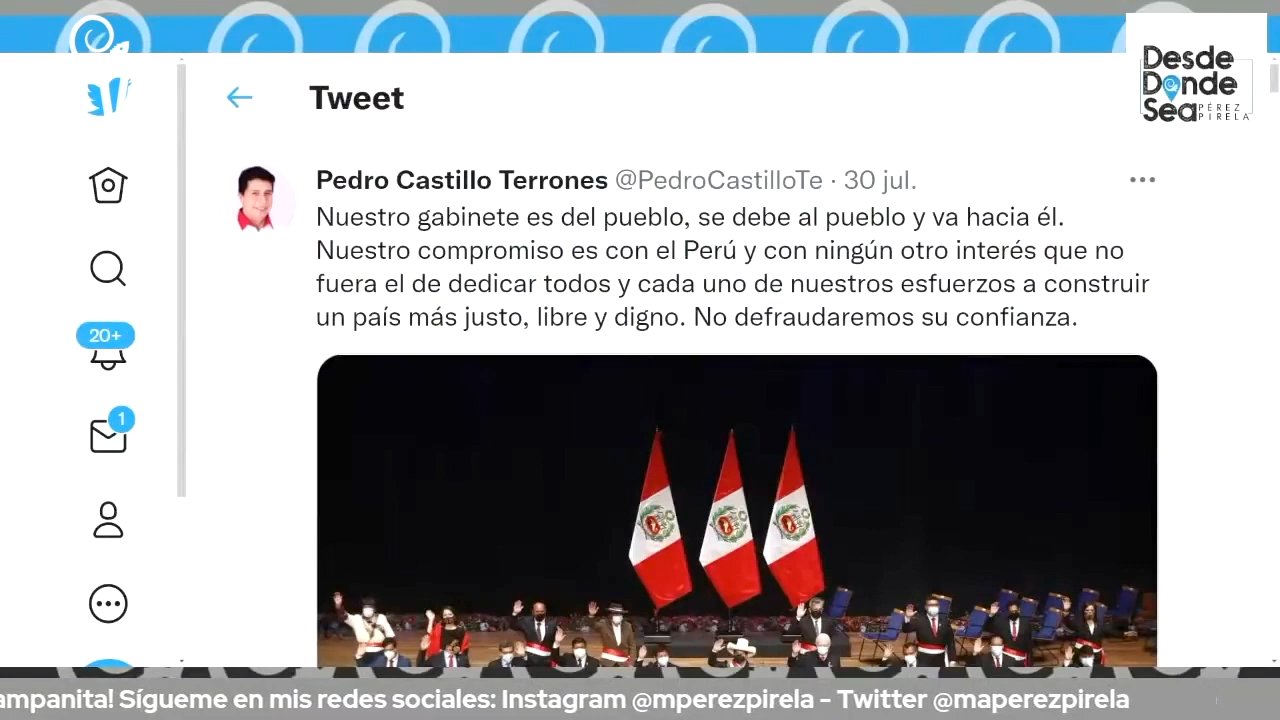 Desde
Donde
Sea PÉREZ
PIRELA
Tweet
Pedro Castillo Terrones @PedroCastilloTe · 30 jul.
Nuestro gabinete es del pueblo, se debe al pueblo y va hacia él.
Nuestro compromiso es con el Perú y con ningún otro interés que no
fuera el de dedicar todos y cada uno de nuestros esfuerzos a construir
un país más justo, libre y digno. No defraudaremos su confianza.
20+
1
ampanita! Sígueme en mis redes sociales: Instagram @mperezpirela – Twitter @maperezpirela